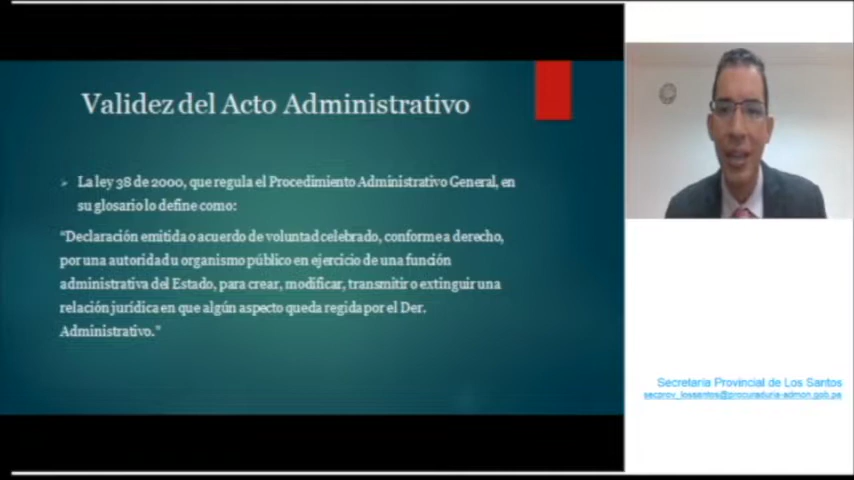 Validez del Acto Administrativo
La ley 38 de 2000, que regula el Procedimiento Administrativo General, en
su glosario lo define como:
“Declaración emitida o acuerdo de voluntad celebrado, conforme a derecho,
por una autoridad u organismo público en ejercicio de una función
administrativa del Estado, para crear, modificar, transmitir o extinguir una
relación jurídica en que algún aspecto queda regida por el Der.
Administrativo.”
Secretaría Provincial de Los Santos
secprov_lossantos@procuraduria-admon.gob.pa